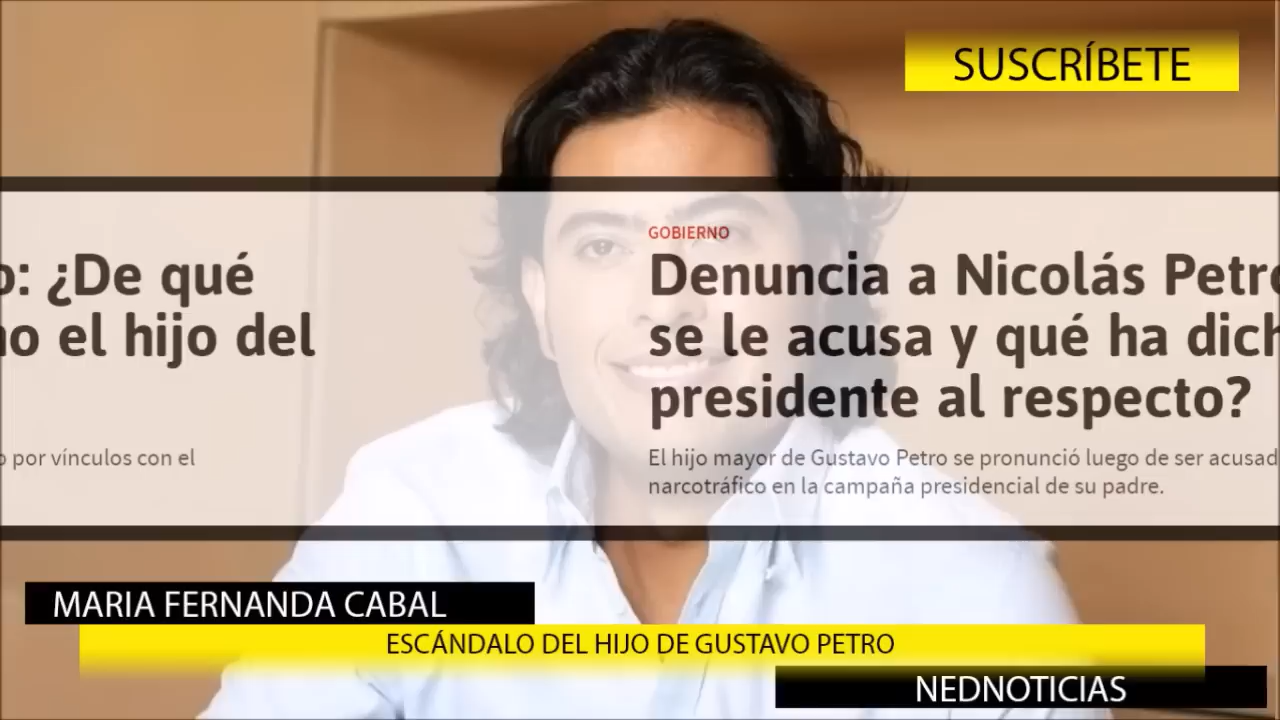 SUSCRÍBETE
GOBIERNO
o: ¿De qué
no el hijo del
o por vínculos con el
Denuncia a Nicolás Petro
se le acusa y qué ha dich
presidente al respecto?
El hijo mayor de Gustavo Petro se pronunció luego de ser acusad
narcotráfico en la campaña presidencial de su padre.
MARIA FERNANDA CABAL
ESCÁNDALO DEL HIJO DE GUSTAVO PETRO
NEDNOTICIAS